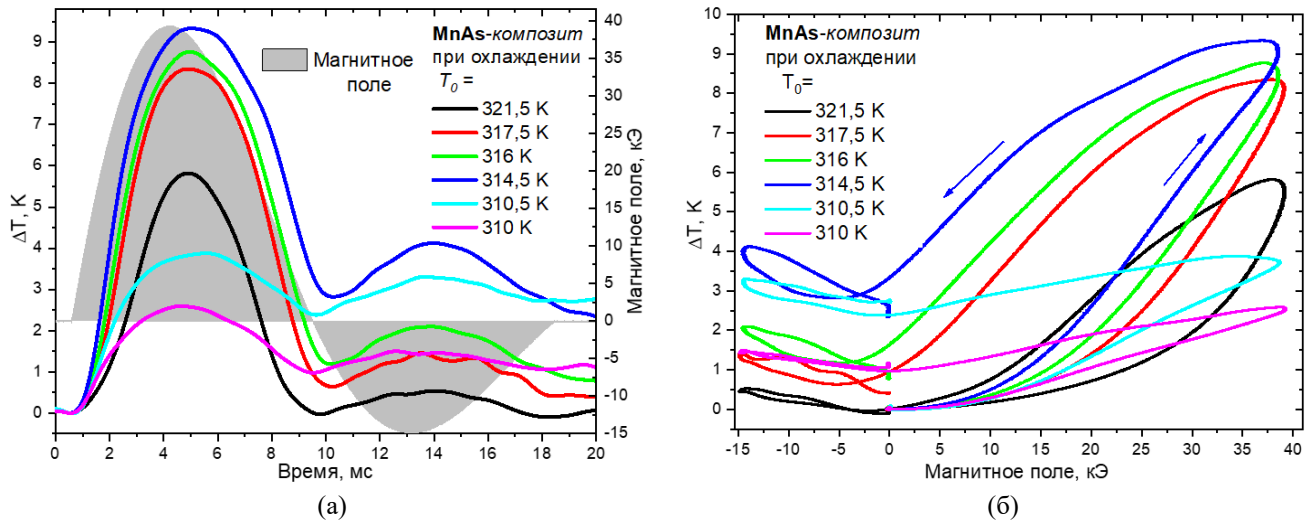 MnAs-композит
при охлаждении
T0 =
321,5 K
317,5 K
316 K
314,5 K
310,5 K
310 K
Магнитное
поле
ΔT, K
9
8
7
6
5
4
3
2
1
0
0 2 4 6 8 10 12 14 16 18 20
Время, мс
40
35
30
25
20
15
10
5
0
-5
-10
-15
Магнитное поле, кЭ
(а)
MnAs-композит
при охлаждении
T0=
321,5 K
317,5 K
316 K
314,5 K
310,5 K
310 K
ΔT, K
10
9
8
7
6
5
4
3
2
1
0
-15 -10 -5 0 5 10 15 20 25 30 35 40
Магнитное поле, кЭ
(б)